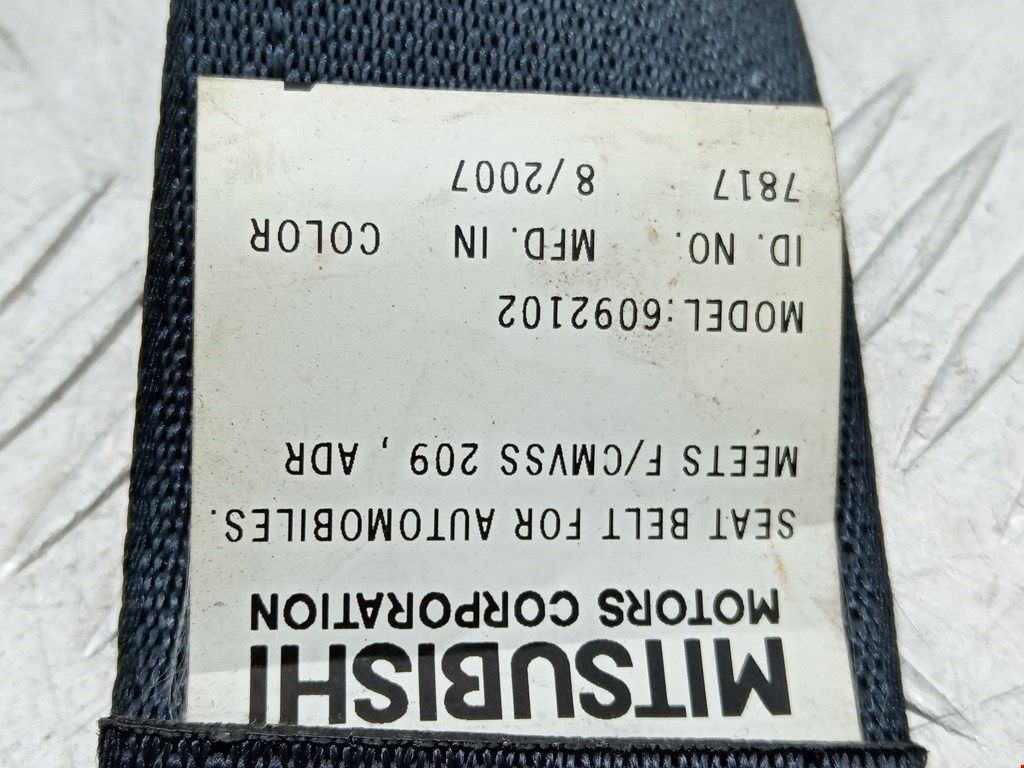 MITSUBISHI
MOTORS CORPORATION
SEAT BELT FOR AUTOMOBILES.
MEETS F/CMVSS 209 , ADR
MODEL:6092102
ID. NO. MFD. IN COLOR
7817 8/2007